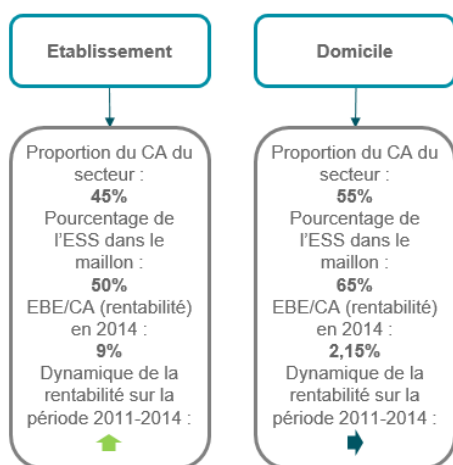 Etablissement
Proportion du CA du
secteur :
45%
Pourcentage de
l'ESS dans le
maillon :
50%
EBE/CA (rentabilité)
en 2014 :
9%
Dynamique de la
rentabilité sur la
période 2011-2014 :
Domicile
Proportion du CA du
secteur :
55%
Pourcentage de
l'ESS dans le
maillon :
65%
EBE/CA (rentabilité)
en 2014 :
2,15%
Dynamique de la
rentabilité sur la
période 2011-2014 :